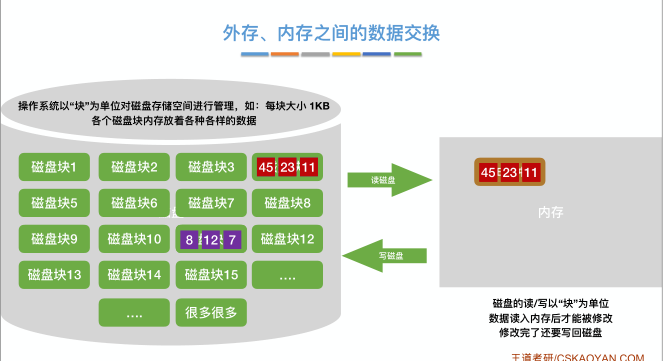 外存、内存之间的数据交换
操作系统以“块”为单位对磁盘存储空间进行管理，如：每块大小 1KB
各个磁盘块内存放着各种各样的数据
磁盘块1 磁盘块2 磁盘块3 45 23 11
磁盘块5 磁盘块6 磁盘块7 磁盘块8
磁盘块9 磁盘块10 8 12 7 磁盘块12
磁盘块13 磁盘块14 磁盘块15 ....
.... 很多很多
读磁盘
写磁盘
45 23 11
内存
磁盘的读/写以“块”为单位
数据读入内存后才能被修改
修改完了还要写回磁盘
王道考研/CSKAOYAN.COM